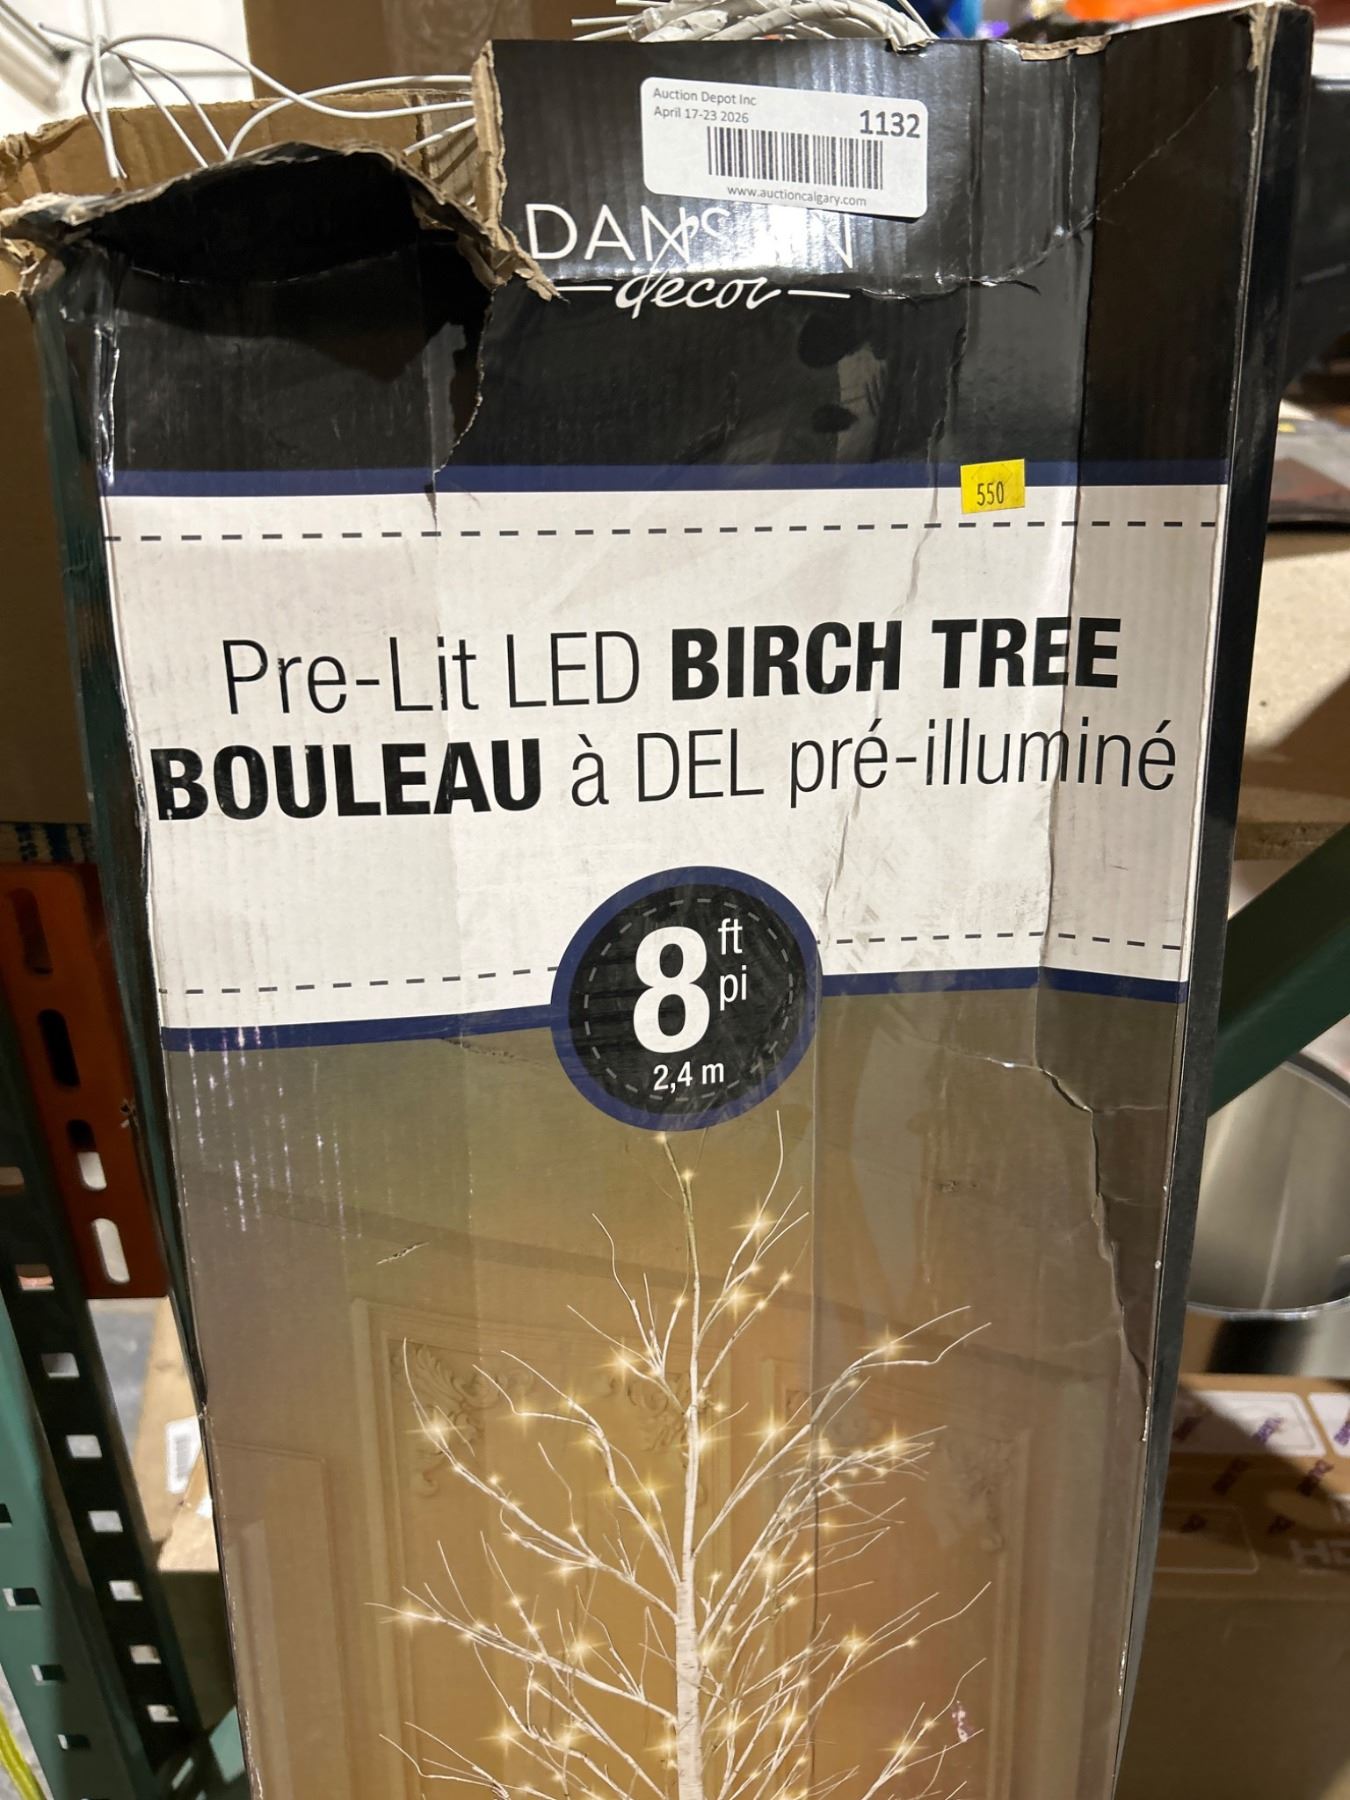 Auction Depot Inc
April 17-23 2026
1132
www.auctioncalgary.com
decor
550
Pre-Lit LED BIRCH TREE
BOULEAU à DEL pré-illuminé
8 ft
pi
2,4 m